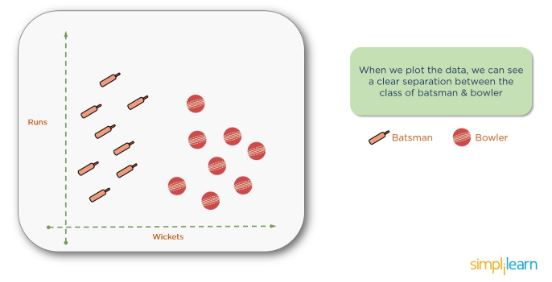 When we plot the data, we can see
a clear separation between the
class of batsman & bowler
Runs
Batsman
Bowler
Wickets
simplilearn